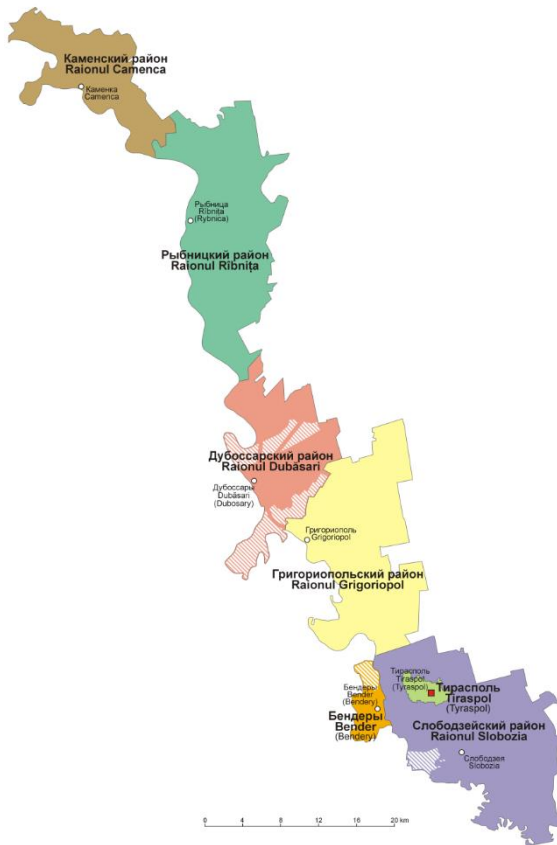 Каменский район
Raionul Camenca
Каменка
Camenca
Рыбница
Rîbnița
(Rybnica)
Рыбницкий район
Raionul Rîbnița
Дубоссарский район
Raionul Dubăsari
Дубоссары
Dubăsari
(Dubosary)
Григориополь
Grigoriopol
Григориопольский район
Raionul Grigoriopol
Тирасполь
Tiraspol
(Tyraspol)
Тирасполь
Tiraspol
(Tyraspol)
Бендеры
Bender
(Bendery)
Бендеры
Bender
(Bendery)
Слободзейский район
Raionul Slobozia
Слободзея
Slobozia
0 4 8 12 16 20 km